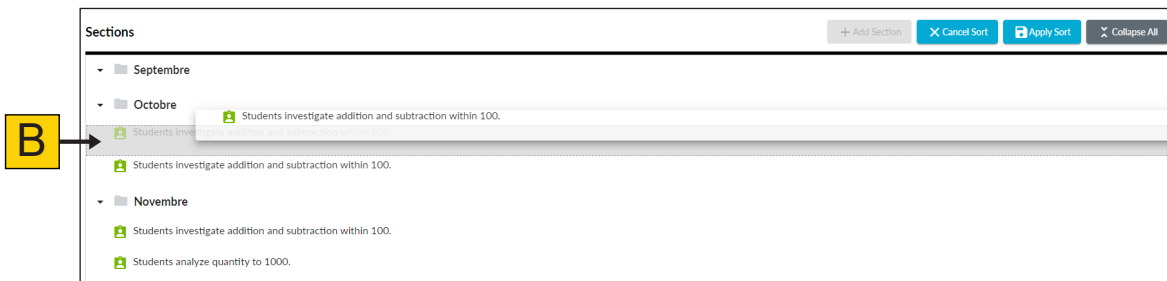 Sections + Add Section Cancel Sort Apply Sort Collapse All
Septembre
Octobre
Students investigate addition and subtraction within 100.
B
Students investigate addition and subtraction within 100.
Students investigate addition and subtraction within 100.
Novembre
Students investigate addition and subtraction within 100.
Students analyze quantity to 1000.